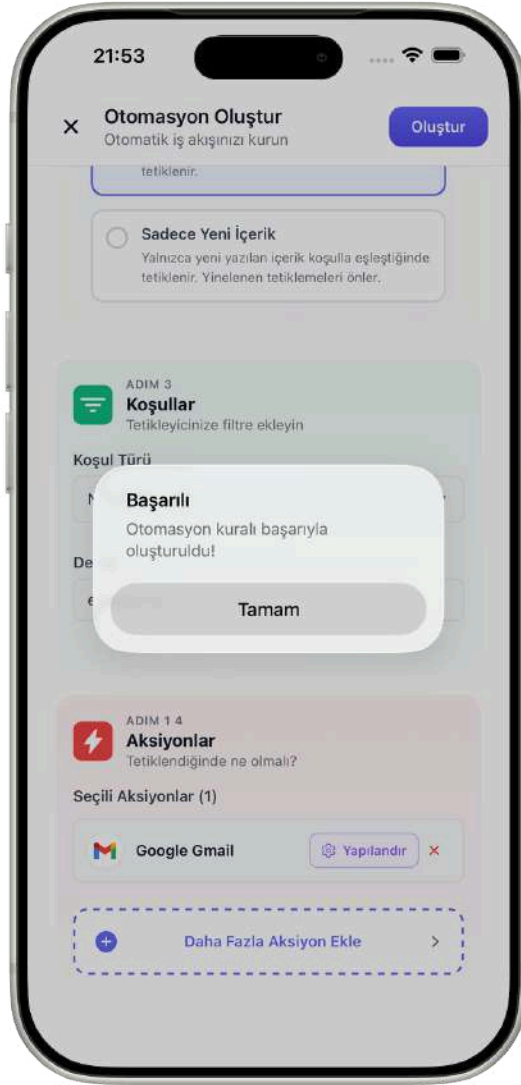 21:53
Otomasyon Oluştur
Otomatik iş akışınızı kurun
Oluştur
tetiklenir.
Sadece Yeni İçerik
Yalnızca yeni yazılan içerik koşulla eşleştiğinde
tetiklenir. Yinelenen tetiklemeleri önler.
ADIM 3
Koşullar
Tetikleyicinize filtre ekleyin
Koşul Türü
Başarılı
Otomasyon kuralı başarıyla
oluşturuldu!
Tamam
ADIM 1 4
Aksiyonlar
Tetiklendiğinde ne olmalı?
Seçili Aksiyonlar (1)
Google Gmail
Yapılandır
Daha Fazla Aksiyon Ekle